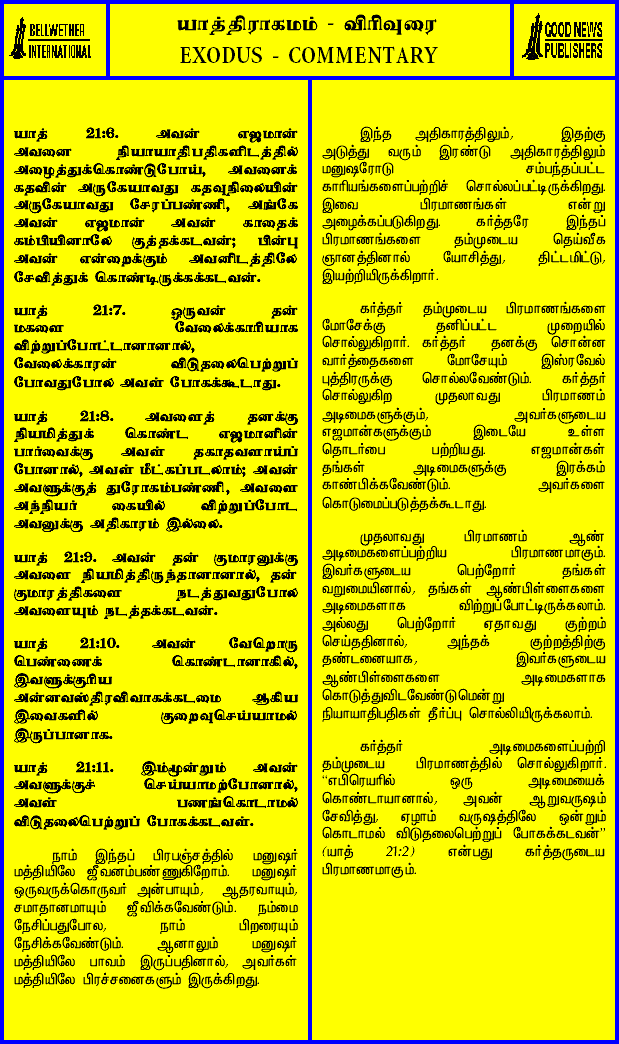 BELLWETHER
INTERNATIONAL
யாத்திராகமம் - விரிவுரை
EXODUS - COMMENTARY
GOOD NEWS
PUBLISHERS
யாத் 21:6. அவன் எஜமான்
அவனை நியாயாதிபதிகளிடத்தில்
அழைத்துக்கொண்டுபோய், அவனைக்
கதவின் அருகேயாவது கதவுநிலையின்
அருகேயாவது சேரப்பண்ணி, அங்கே
அவன் எஜமான் அவன் காதைக்
கம்பியினாலே குத்தக்கடவன்; பின்பு
அவன் என்றைக்கும் அவனிடத்திலே
சேவித்துக் கொண்டிருக்கக்கடவன்.
யாத் 21:7. ஒருவன் தன்
மகளை வேலைக்காரியாக
விற்றுப்போட்டானானால்,
வேலைக்காரன் விடுதலைபெற்றுப்
போவதுபோல் அவள் போகக்கூடாது.
யாத் 21:8. அவளைத் தனக்கு
நியமித்துக் கொண்ட எஜமானின்
பார்வைக்கு அவள் தகாதவளாய்ப்
போனால், அவள் மீட்கப்படலாம்; அவன்
அவளுக்குத் துரோகம்பண்ணி, அவளை
அந்நியர் கையில் விற்றுப்போட
அவனுக்கு அதிகாரம் இல்லை.
யாத் 21:9. அவன் தன் குமாரனுக்கு
அவளை நியமித்திருந்தானானால், தன்
குமாரத்திகளை நடத்துவதுபோல
அவளையும் நடத்தக்கடவன்.
யாத் 21:10. அவன் வேறொரு
பெண்ணைக் கொண்டானாகில்,
இவளுக்குரிய
அன்னவஸ்திரவிவாகக்கடமை ஆகிய
இவைகளில் குறைவுசெய்யாமல்
இருப்பானாக.
யாத் 21:11. இம்மூன்றும் அவன்
அவளுக்குச் செய்யாமற்போனால்,
அவள் பணங்கொடாமல்
விடுதலைபெற்றுப் போகக்கடவள்.
நாம் இந்தப் பிரபஞ்சத்தில் மனுஷர்
மத்தியிலே ஜீவனம்பண்ணுகிறோம். மனுஷர்
ஒருவருக்கொருவர் அன்பாயும், ஆதரவாயும்,
சமாதானமாயும் ஜீவிக்கவேண்டும். நம்மை
நேசிப்பதுபோல, நாம் பிறரையும்
நேசிக்கவேண்டும். ஆனாலும் மனுஷர்
மத்தியிலே பாவம் இருப்பதினால், அவர்கள்
மத்தியிலே பிரச்சனைகளும் இருக்கிறது.
இந்த அதிகாரத்திலும், இதற்கு
அடுத்து வரும் இரண்டு அதிகாரத்திலும்
மனுஷரோடு சம்பந்தப்பட்ட
காரியங்களைப்பற்றிச் சொல்லப்பட்டிருக்கிறது.
இவை பிரமாணங்கள் என்று
அழைக்கப்படுகிறது. கர்த்தரே இந்தப்
பிரமாணங்களை தம்முடைய தெய்வீக
ஞானத்தினால் யோசித்து, திட்டமிட்டு,
இயற்றியிருக்கிறார்.
கர்த்தர் தம்முடைய பிரமாணங்களை
மோசேக்கு தனிப்பட்ட முறையில்
சொல்லுகிறார். கர்த்தர் தனக்கு சொன்ன
வார்த்தைகளை மோசேயும் இஸ்ரவேல்
புத்திரருக்கு சொல்லவேண்டும். கர்த்தர்
சொல்லுகிற முதலாவது பிரமாணம்
அடிமைகளுக்கும், அவர்களுடைய
எஜமான்களுக்கும் இடையே உள்ள
தொடர்பை பற்றியது. எஜமான்கள்
தங்கள் அடிமைகளுக்கு இரக்கம்
காண்பிக்கவேண்டும். அவர்களை
கொடுமைப்படுத்தக்கூடாது.
முதலாவது பிரமாணம் ஆண்
அடிமைகளைப்பற்றிய பிரமாணமாகும்.
இவர்களுடைய பெற்றோர் தங்கள்
வறுமையினால், தங்கள் ஆண்பிள்ளைகளை
அடிமைகளாக விற்றுப்போட்டிருக்கலாம்.
அல்லது பெற்றோர் ஏதாவது குற்றம்
செய்ததினால், அந்தக் குற்றத்திற்கு
தண்டனையாக, இவர்களுடைய
ஆண்பிள்ளைகளை அடிமைகளாக
கொடுத்துவிடவேண்டுமென்று
நியாயாதிபதிகள் தீர்ப்பு சொல்லியிருக்கலாம்.
கர்த்தர் அடிமைகளைப்பற்றி
தம்முடைய பிரமாணத்தில் சொல்லுகிறார்.
“எபிரெயரில் ஒரு அடிமையைக்
கொண்டாயானால், அவன் ஆறுவருஷம்
சேவித்து, ஏழாம் வருஷத்திலே ஒன்றும்
கொடாமல் விடுதலைபெற்றுப் போகக்கடவன்”
(யாத் 21:2) என்பது கர்த்தருடைய
பிரமாணமாகும்.